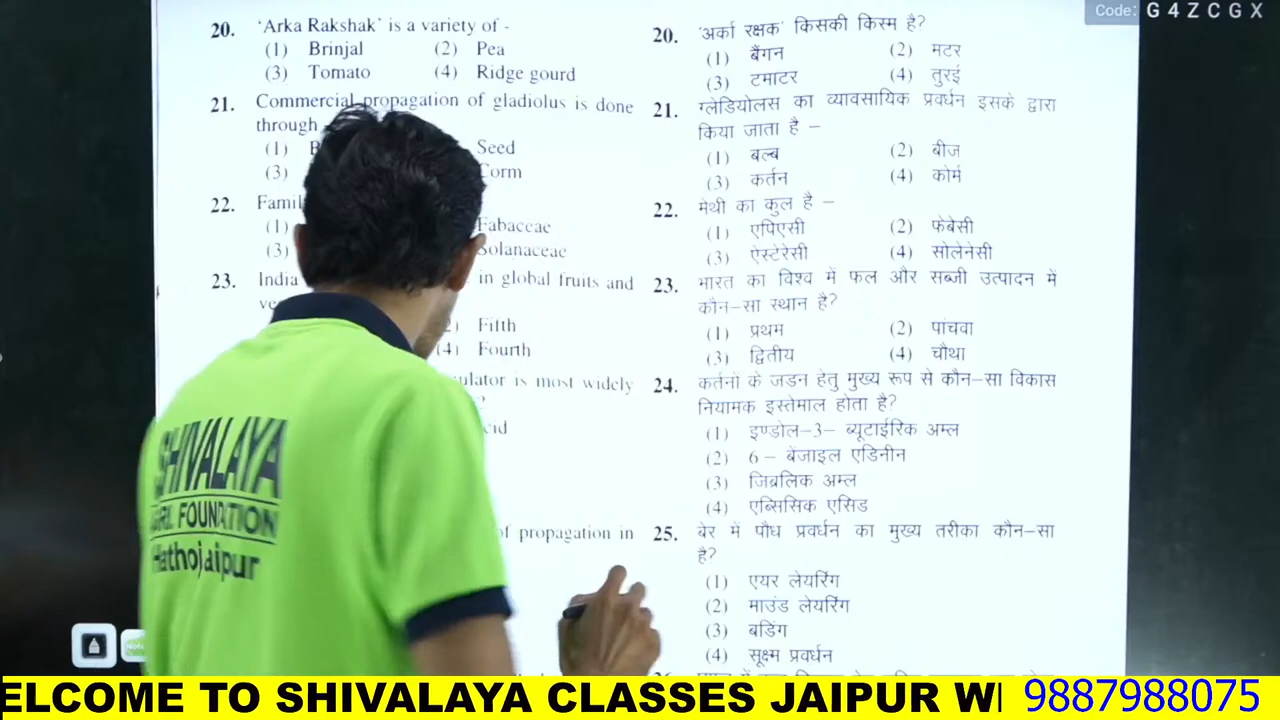 Code: G4ZCGX
20. 'Arka Rakshak' is a variety of -
(1) Brinjal (2) Pea
(3) Tomato (4) Ridge gourd
21. Commercial propagation of gladiolus is done
through
(1) Seed
(3) Corm
22.
(1) Fabaceae
(3) Solanaceae
23. India in global fruits and
Fifth
(4) Fourth
is most widely
?
of propagation in
20. 'अर्का रक्षक' किसकी किस्म है?
(1) बैंगन (2) मटर
(3) टमाटर (4) तुरई
21. ग्लेडियोलस का व्यावसायिक प्रवर्धन इसके द्वारा
किया जाता है –
(1) बल्ब (2) बीज
(3) कर्तन (4) कोर्म
22. मेथी का कुल है –
(1) एपिएसी (2) फेबेसी
(3) ऐस्टेरेसी (4) सोलेनेसी
23. भारत का विश्व में फल और सब्जी उत्पादन में
कौन–सा स्थान है?
(1) प्रथम (2) पांचवा
(3) द्वितीय (4) चौथा
24. कर्तनों के जडन हेतु मुख्य रूप से कौन–सा विकास
नियामक इस्तेमाल होता है?
(1) इण्डोल–3– ब्यूटाईरिक अम्ल
(2) 6 – बेंजाइल एडिनीन
(3) जिब्रलिक अम्ल
(4) एब्सिसिक एसिड
25. बेर में पौध प्रवर्धन का मुख्य तरीका कौन–सा
है?
(1) एयर लेयरिंग
(2) माउंड लेयरिंग
(3) बडिंग
(4) सूक्ष्म प्रवर्धन
SHIVALAYA
AGRIL FOUNDATION
Hathoj jaipur
ELCOME TO SHIVALAYA CLASSES JAIPUR WI 9887988075